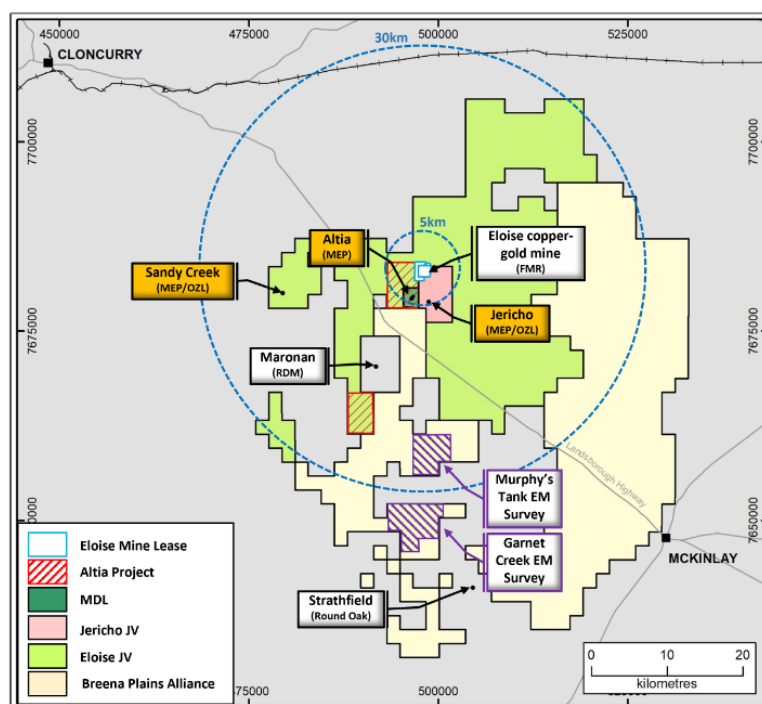 450000
475000
500000
525000
CLONCURRY
30km
7700000
7700000
5km
Altia
(MEP)
Eloise copper-
gold mine
(FMR)
Sandy Creek
(MEP/OZL)
Jericho
(MEP/OZL)
7675000
7675000
Maronan
(RDM)
Landsborough Highway
Murphy's
Tank EM
Survey
7650000
Garnet
Creek EM
Survey
MCKINLAY
Strathfield
(Round Oak)
Eloise Mine Lease
Altia Project
MDL
Jericho JV
Eloise JV
Breena Plains Alliance
0
10
20
kilometres
475000
500000